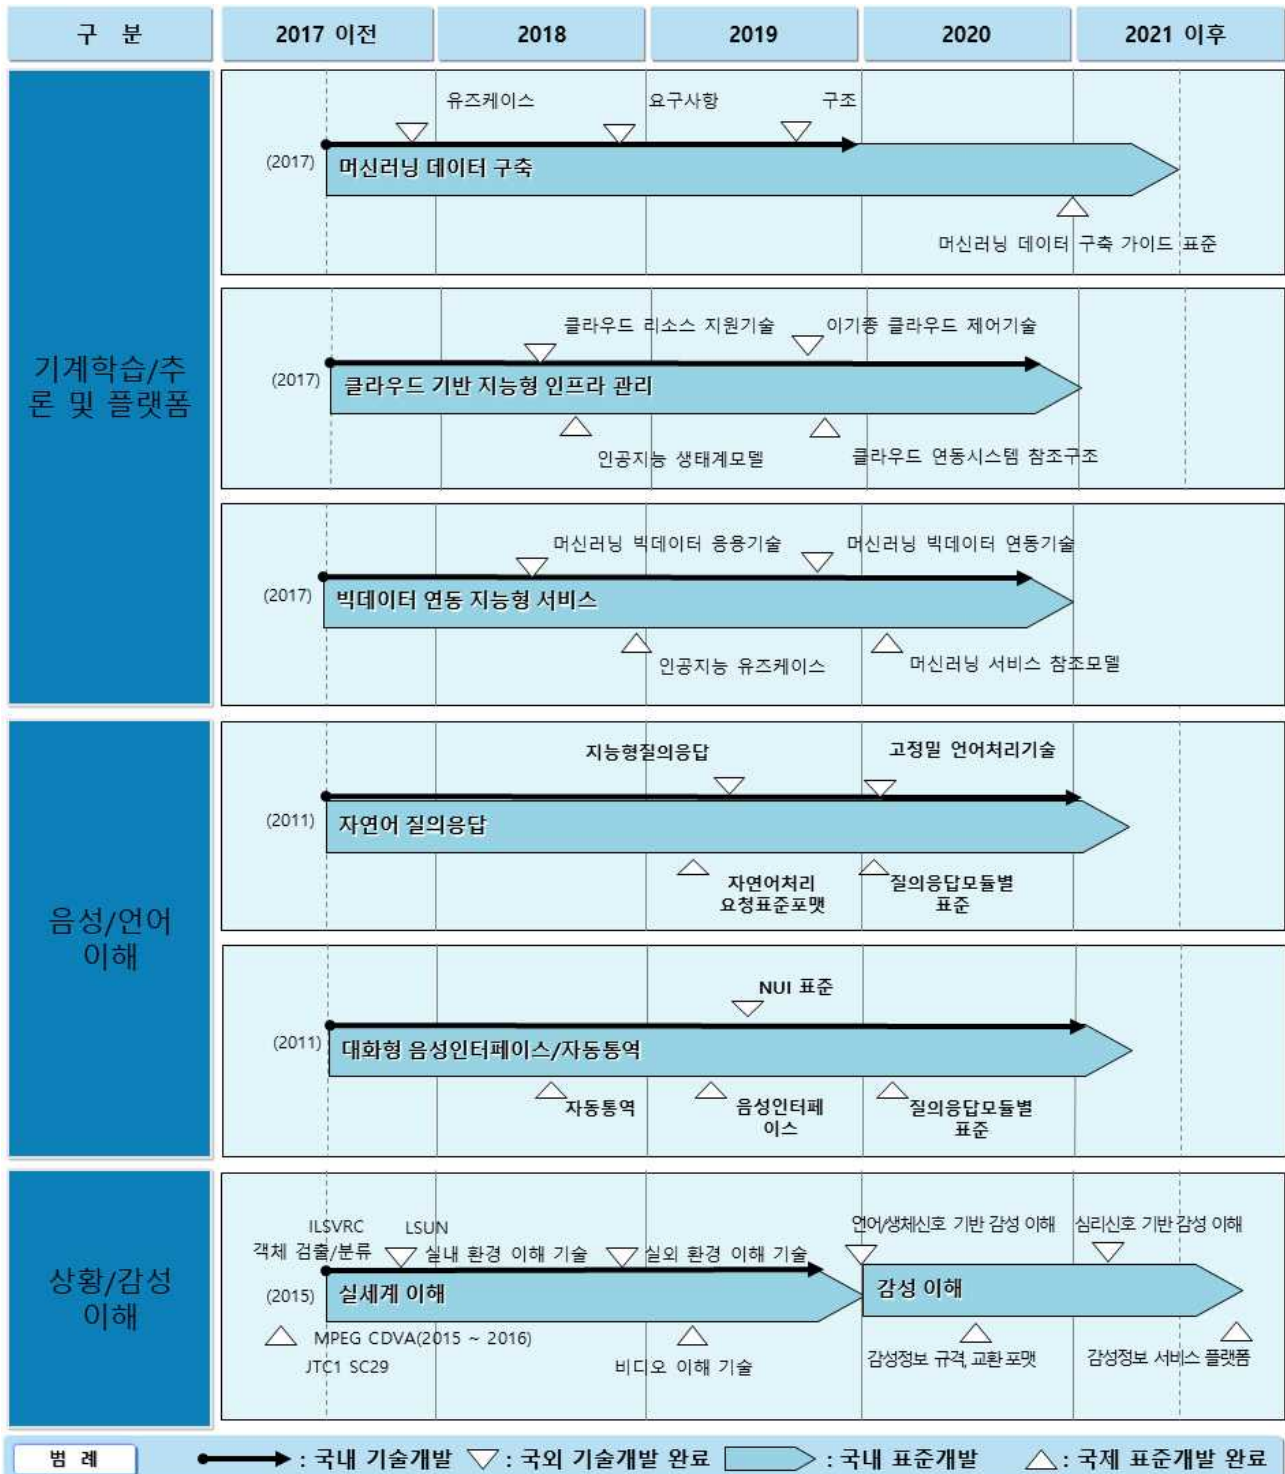 구 분
2017 이전
2018
2019
2020
2021 이후
기계학습/추
론 및 플랫폼
유즈케이스
요구사항
구조
(2017)
머신러닝 데이터 구축
머신러닝 데이터 구축 가이드 표준
클라우드 리소스 지원기술
이기종 클라우드 제어기술
(2017)
클라우드 기반 지능형 인프라 관리
인공지능 생태계모델
클라우드 연동시스템 참조구조
머신러닝 빅데이터 응용기술
머신러닝 빅데이터 연동기술
(2017)
빅데이터 연동 지능형 서비스
인공지능 유즈케이스
머신러닝 서비스 참조모델
음성/언어
이해
지능형질의응답
고정밀 언어처리기술
(2011)
자연어 질의응답
자연어처리
요청표준포맷
질의응답모듈별
표준
NUI 표준
(2011)
대화형 음성인터페이스/자동통역
자동통역
음성인터페
이스
질의응답모듈별
표준
상황/감성
이해
ILSVRC
객체 검출/분류
LSUN
실내 환경 이해 기술
실외 환경 이해 기술
언어/생체신호 기반 감성 이해
심리신호 기반 감성 이해
(2015)
실세계 이해
감성 이해
MPEG CDVA(2015 ~ 2016)
JTC1 SC29
비디오 이해 기술
감성정보 규격, 교환 포맷
감성정보 서비스 플랫폼
범 례
: 국내 기술개발
: 국외 기술개발 완료
: 국내 표준개발
: 국제 표준개발 완료